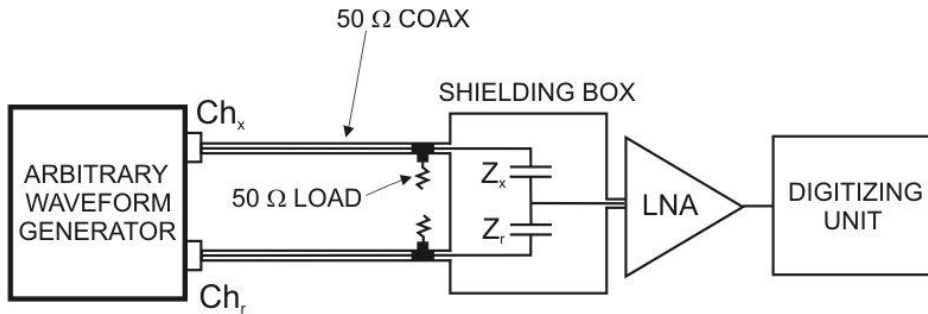 50 Ω COAX
SHIELDING BOX
Chₓ
ARBITRARY
WAVEFORM
GENERATOR
50 Ω LOAD
Zₓ
Zᵣ
LNA
DIGITIZING
UNIT
Chᵣ